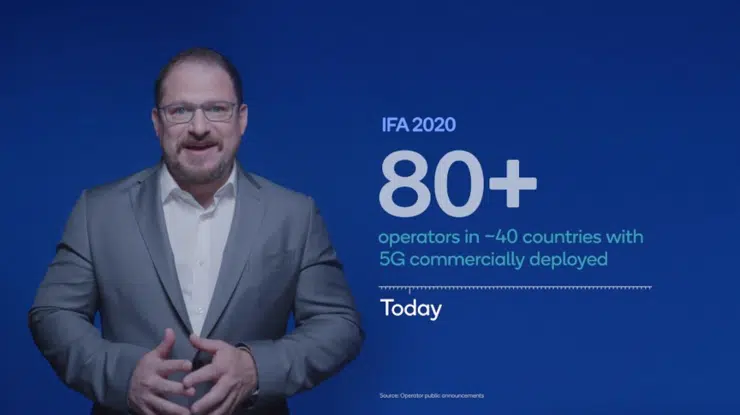 IFA 2020
80+
operators in ~40 countries with
5G commercially deployed
Today
Source: Operator public announcements